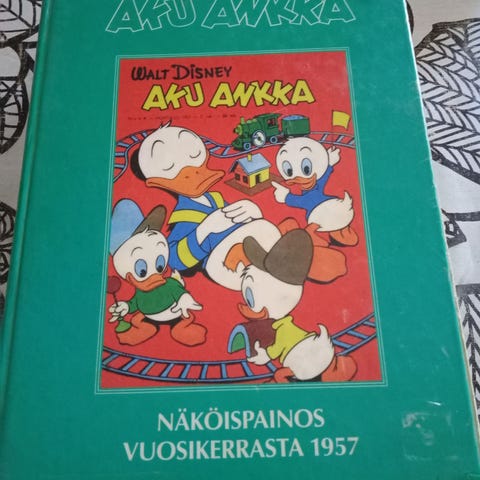 AKU ANKKA
WALT DISNEY
AKU ANKKA
NÄKÖISPAINOS
VUOSIKERRASTA 1957